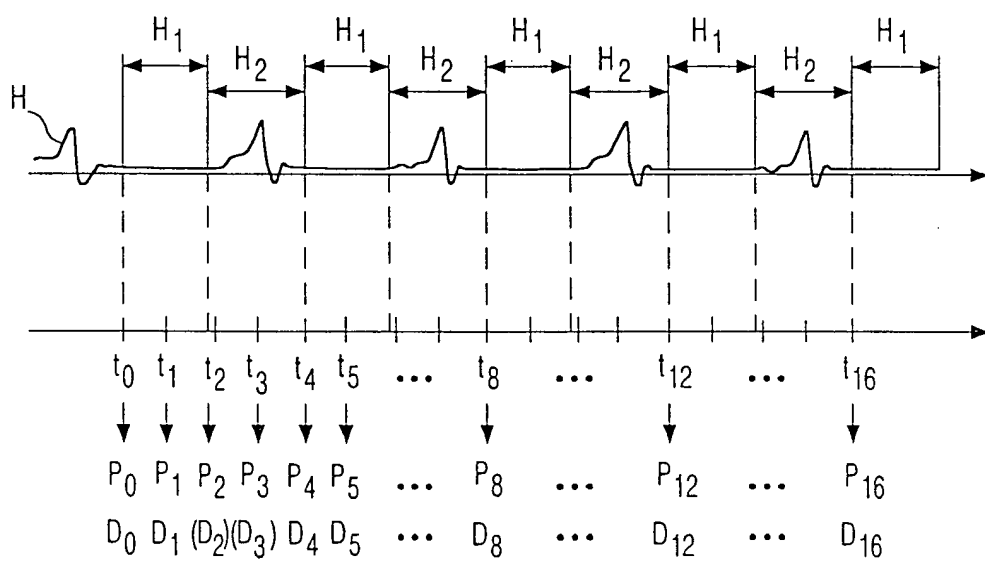 H₁ H₁ H₁ H₁ H₁
H₂ H₂ H₂ H₂
H
t₀ t₁ t₂ t₃ t₄ t₅ ... t₈ ... t₁₂ ... t₁₆
P₀ P₁ P₂ P₃ P₄ P₅ ... P₈ ... P₁₂ ... P₁₆
D₀ D₁ (D₂)(D₃) D₄ D₅ ... D₈ ... D₁₂ ... D₁₆